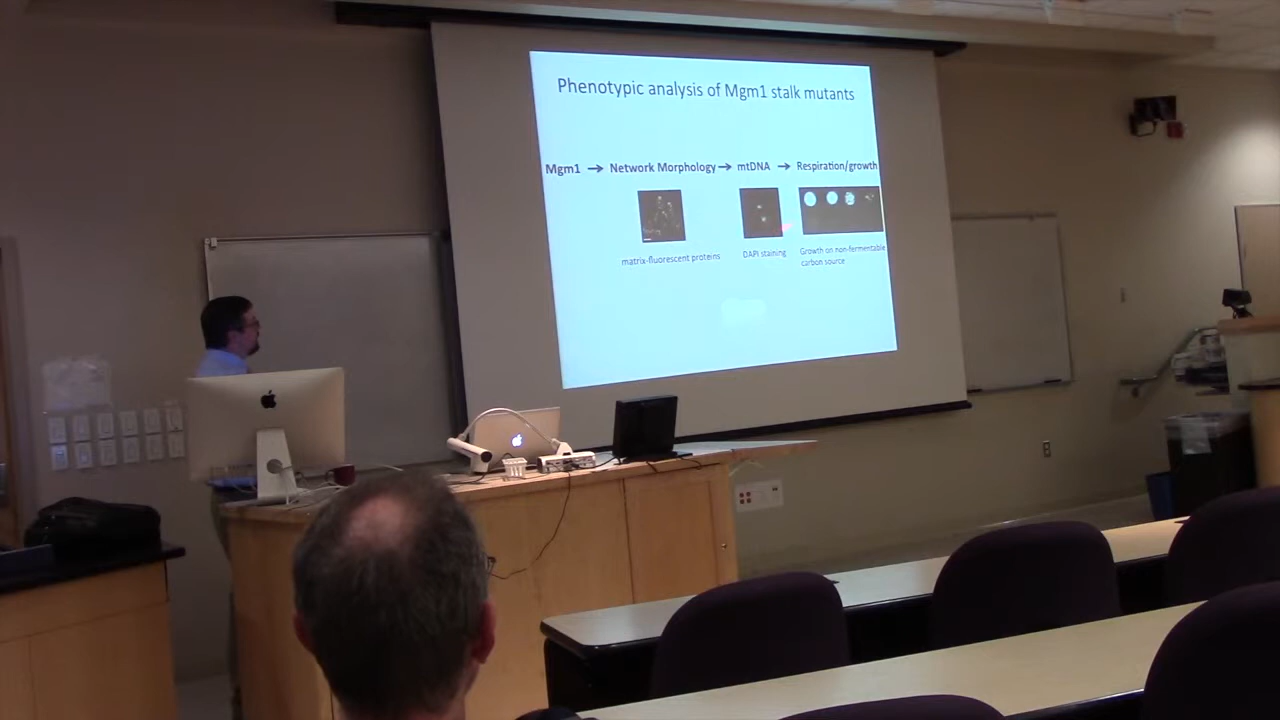 Phenotypic analysis of Mgm1 stalk mutants
Mgm1 → Network Morphology → mtDNA → Respiration/growth
matrix-fluorescent proteins
DAPI staining
Growth on non-fermentable
carbon source